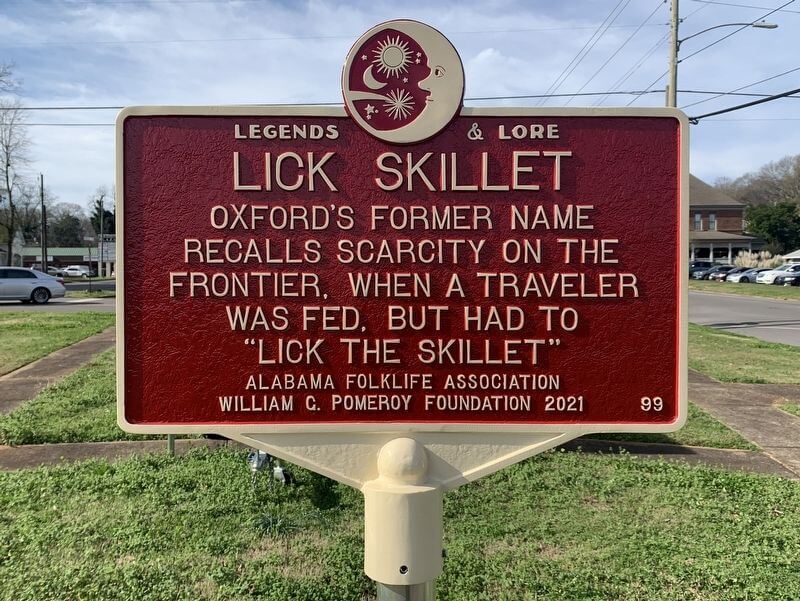 LEGENDS & LORE
LICK SKILLET
OXFORD'S FORMER NAME
RECALLS SCARCITY ON THE
FRONTIER, WHEN A TRAVELER
WAS FED, BUT HAD TO
"LICK THE SKILLET"
ALABAMA FOLKLIFE ASSOCIATION
WILLIAM G. POMEROY FOUNDATION 2021 99